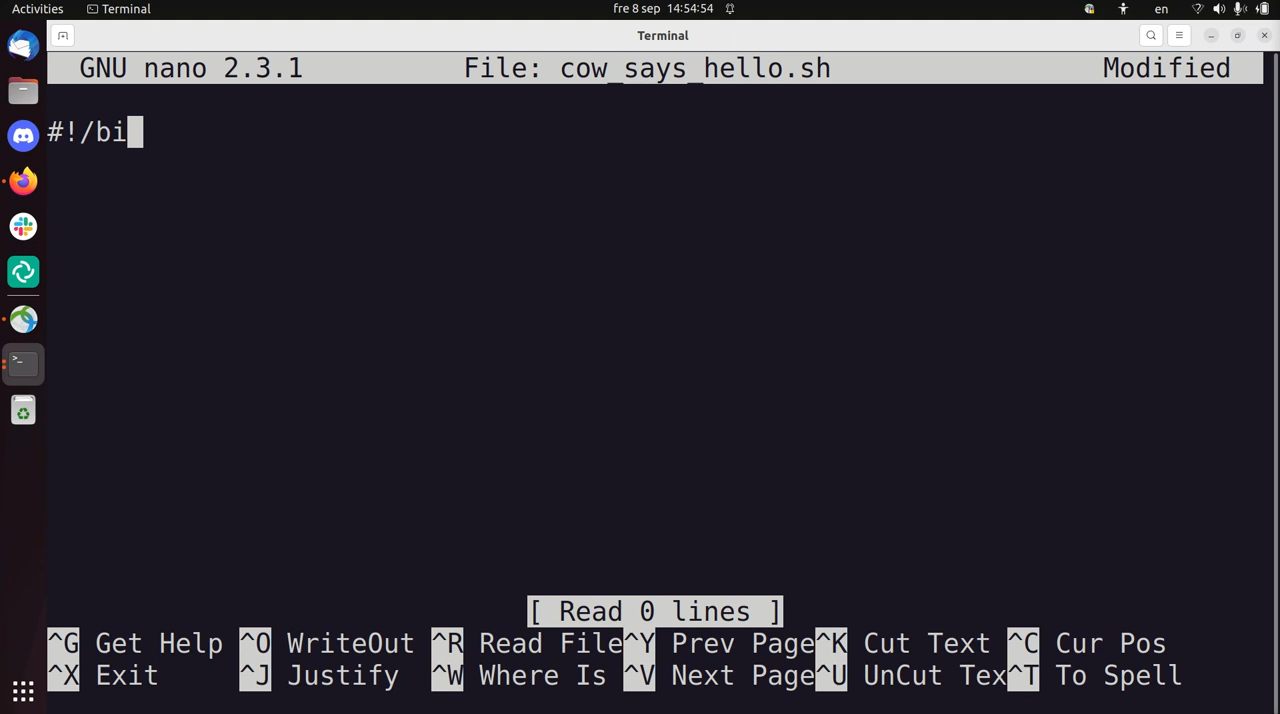 Activities Terminal fre 8 sep 14:54:54 en
Terminal
GNU nano 2.3.1 File: cow_says_hello.sh Modified
#!/bi
[ Read 0 lines ]
^G Get Help ^O WriteOut ^R Read File^Y Prev Page^K Cut Text ^C Cur Pos
^X Exit ^J Justify ^W Where Is ^V Next Page^U UnCut Tex^T To Spell